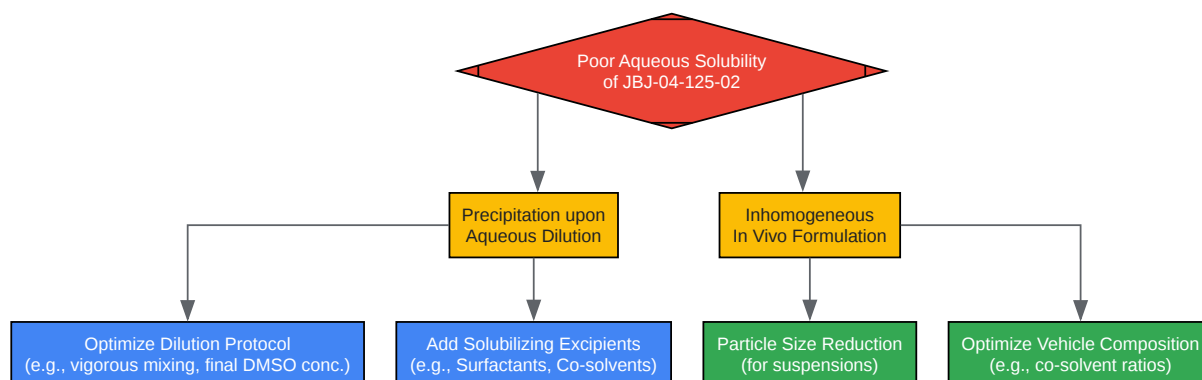 Poor Aqueous Solubility
of JBJ-04-125-02
Precipitation upon
Aqueous Dilution
Inhomogeneous
In Vivo Formulation
Optimize Dilution Protocol
(e.g., vigorous mixing, final DMSO conc.)
Add Solubilizing Excipients
(e.g., Surfactants, Co-solvents)
Particle Size Reduction
(for suspensions)
Optimize Vehicle Composition
(e.g., co-solvent ratios)